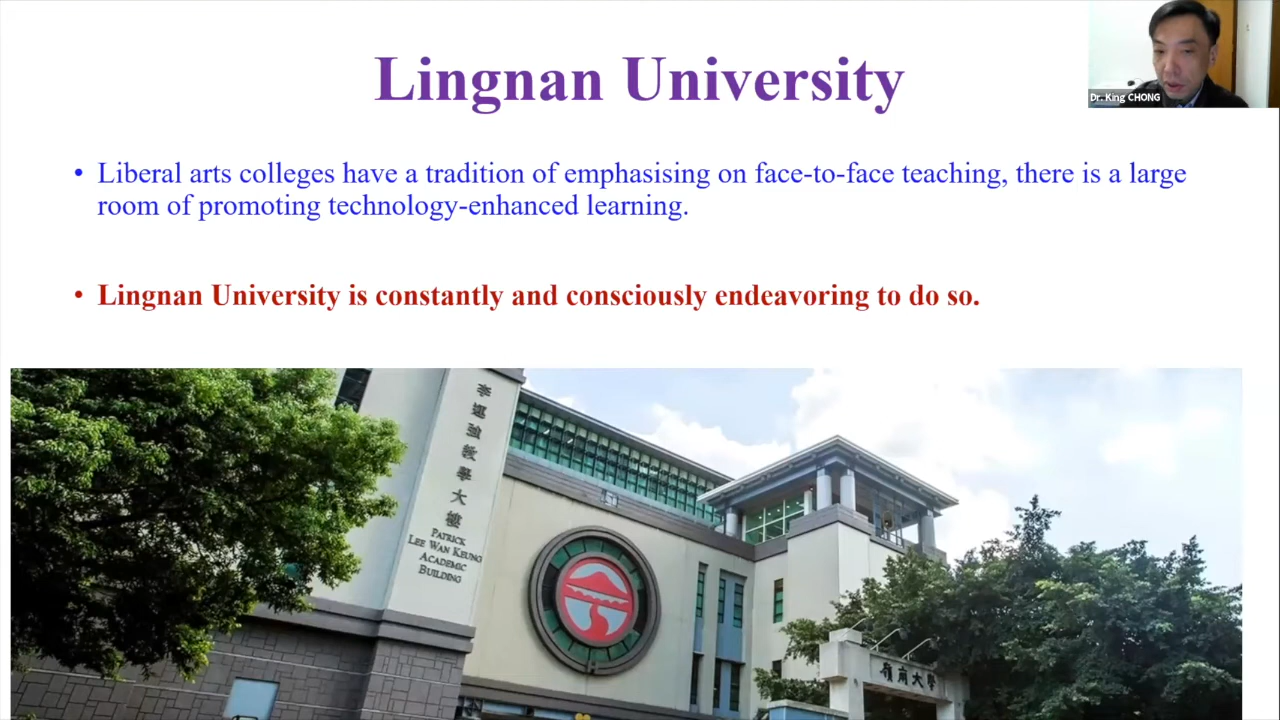 Lingnan University
Dr. King CHONG
• Liberal arts colleges have a tradition of emphasising on face-to-face teaching, there is a large
room of promoting technology-enhanced learning.
• Lingnan University is constantly and consciously endeavoring to do so.
李運強教學大樓
PATRICK
LEE WAN KEUNG
ACADEMIC
BUILDING
嶺南大學